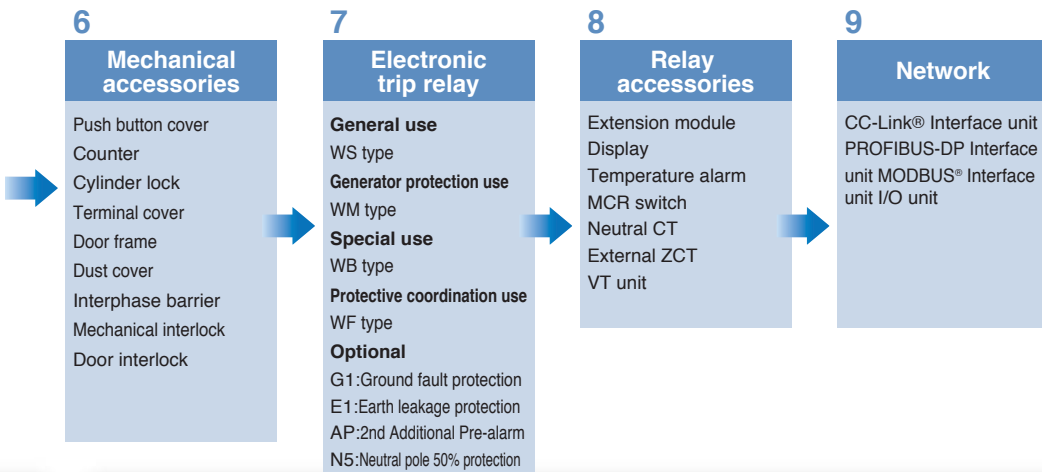 6
Mechanical
accessories
Push button cover
Counter
Cylinder lock
Terminal cover
Door frame
Dust cover
Interphase barrier
Mechanical interlock
Door interlock
7
Electronic
trip relay
General use
WS type
Generator protection use
WM type
Special use
WB type
Protective coordination use
WF type
Optional
G1:Ground fault protection
E1:Earth leakage protection
AP:2nd Additional Pre-alarm
N5:Neutral pole 50% protection
8
Relay
accessories
Extension module
Display
Temperature alarm
MCR switch
Neutral CT
External ZCT
VT unit
9
Network
CC-Link® Interface unit
PROFIBUS-DP Interface
unit MODBUS® Interface
unit I/O unit